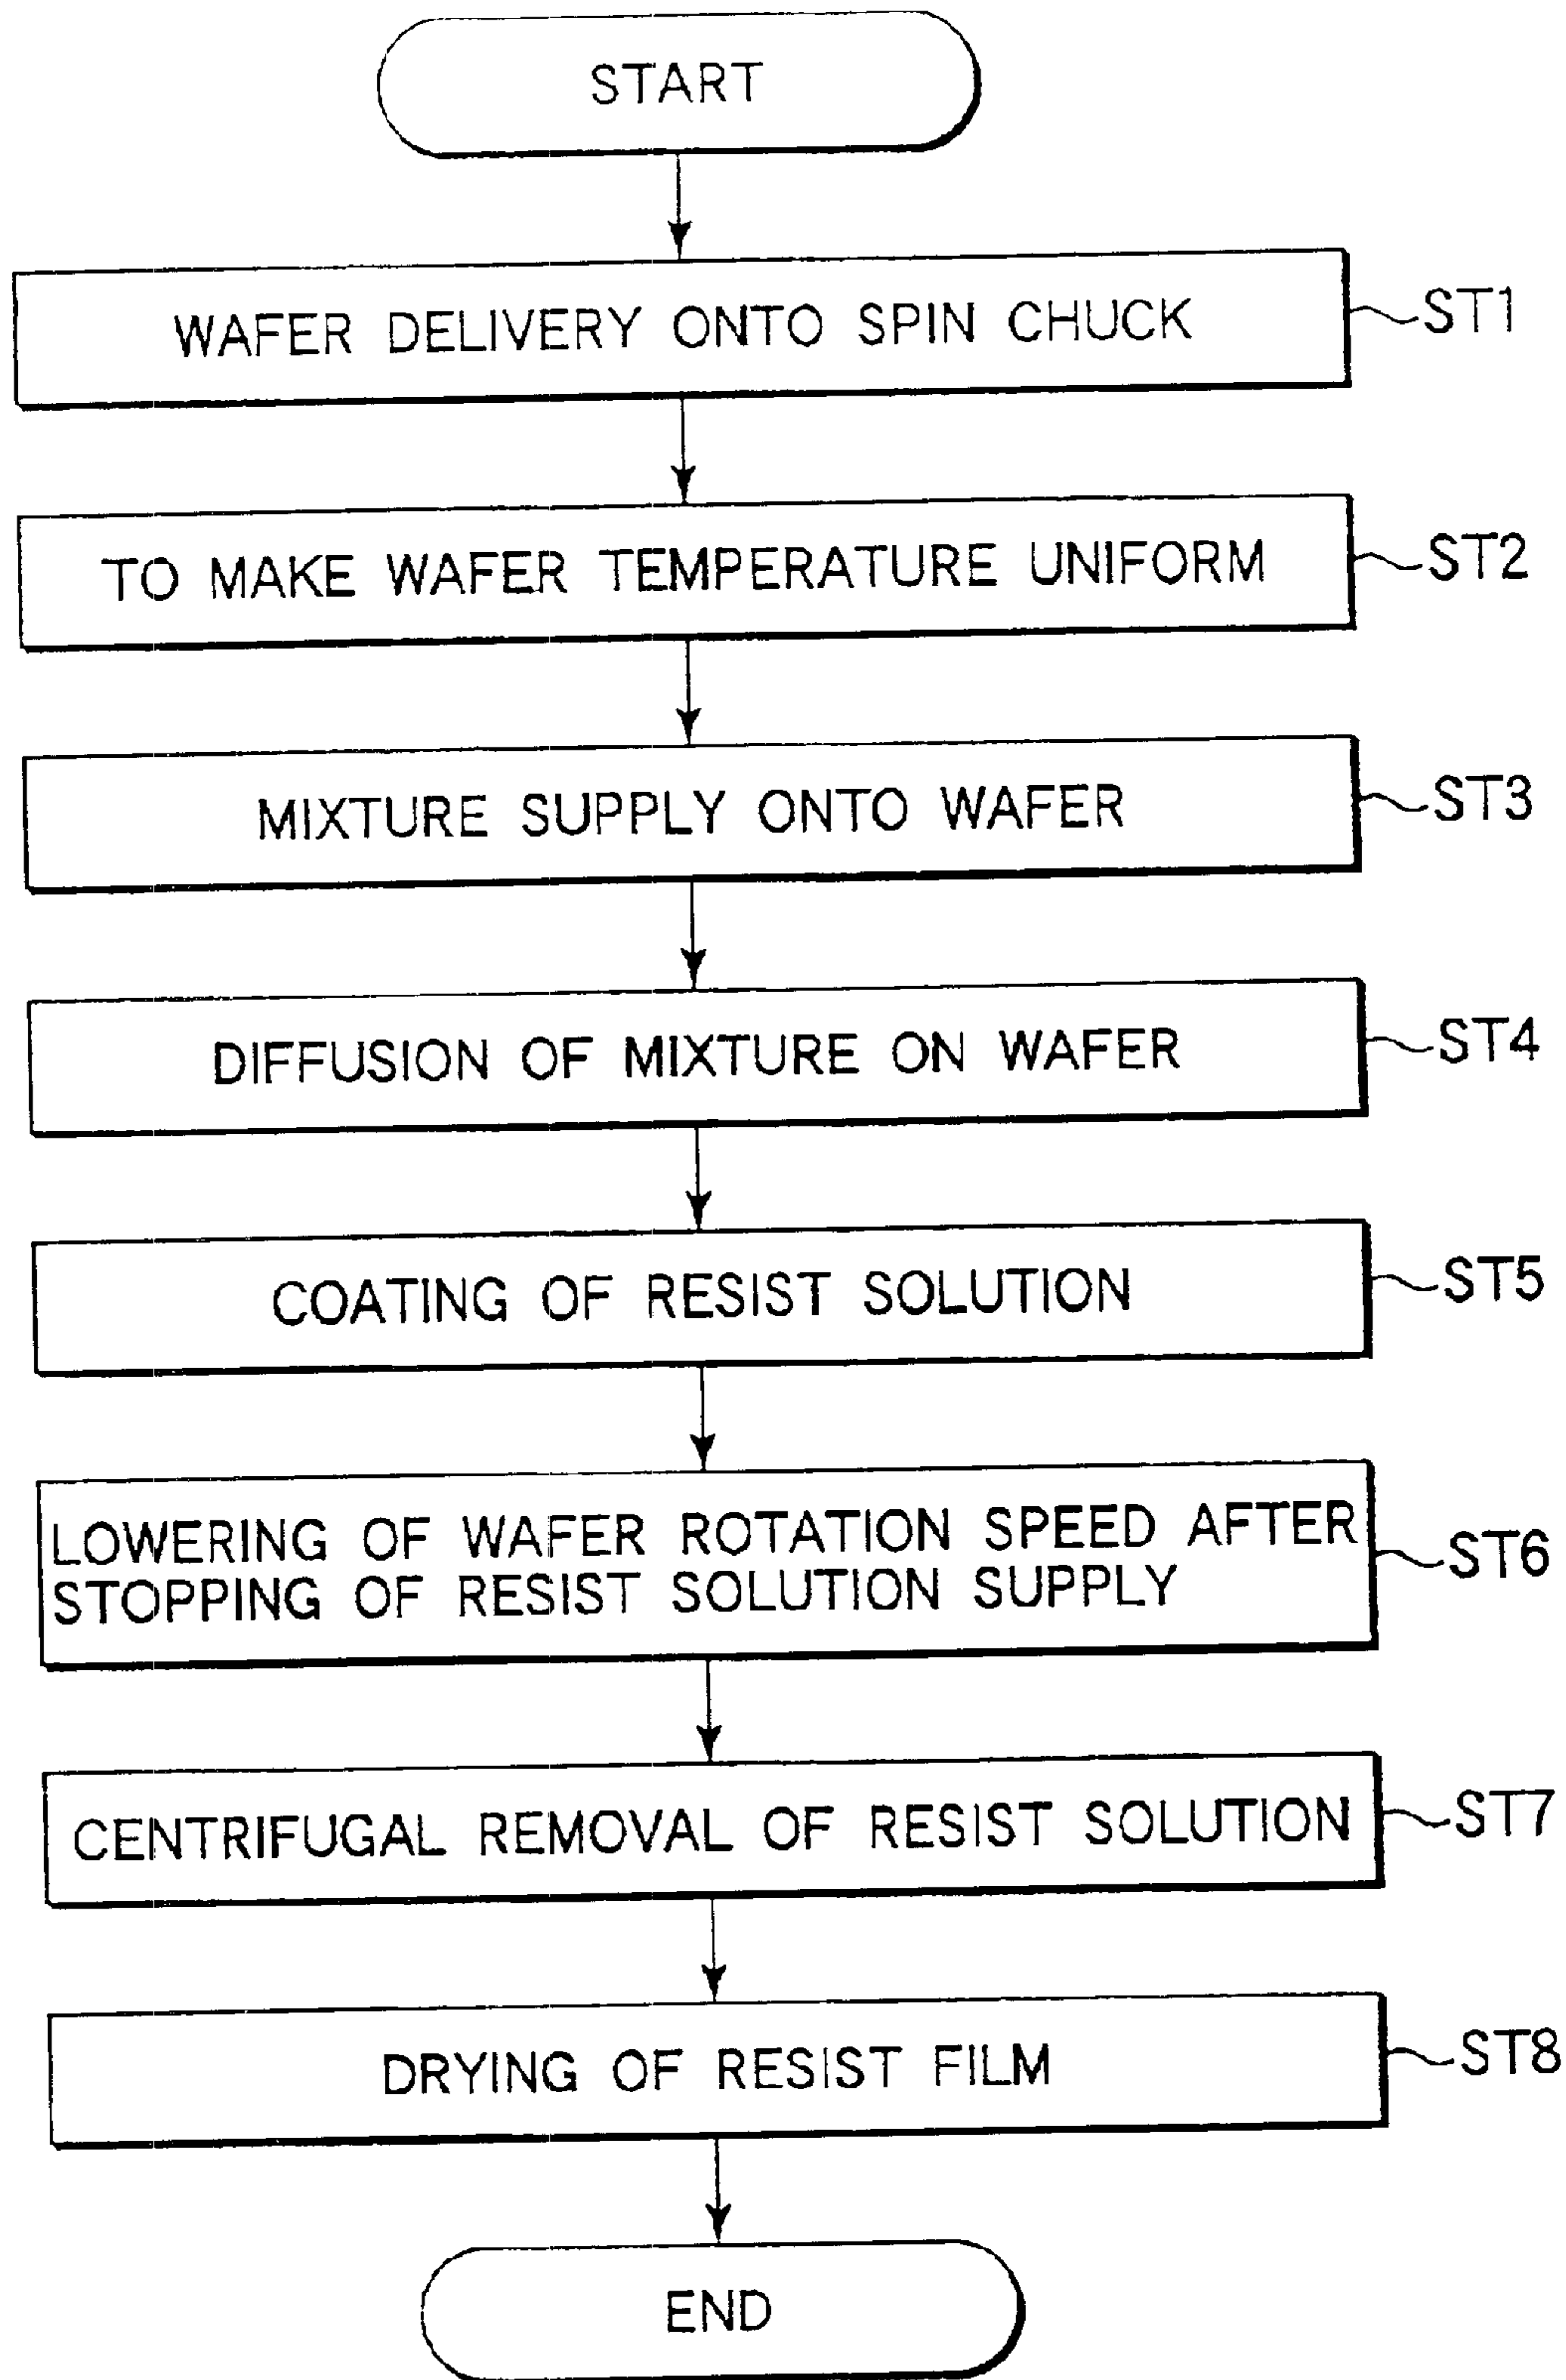 START
WAFER DELIVERY ONTO SPIN CHUCK
ST1
TO MAKE WAFER TEMPERATURE UNIFORM
ST2
MIXTURE SUPPLY ONTO WAFER
ST3
DIFFUSION OF MIXTURE ON WAFER
ST4
COATING OF RESIST SOLUTION
ST5
LOWERING OF WAFER ROTATION SPEED AFTER
STOPPING OF RESIST SOLUTION SUPPLY
ST6
CENTRIFUGAL REMOVAL OF RESIST SOLUTION
ST7
DRYING OF RESIST FILM
ST8
END